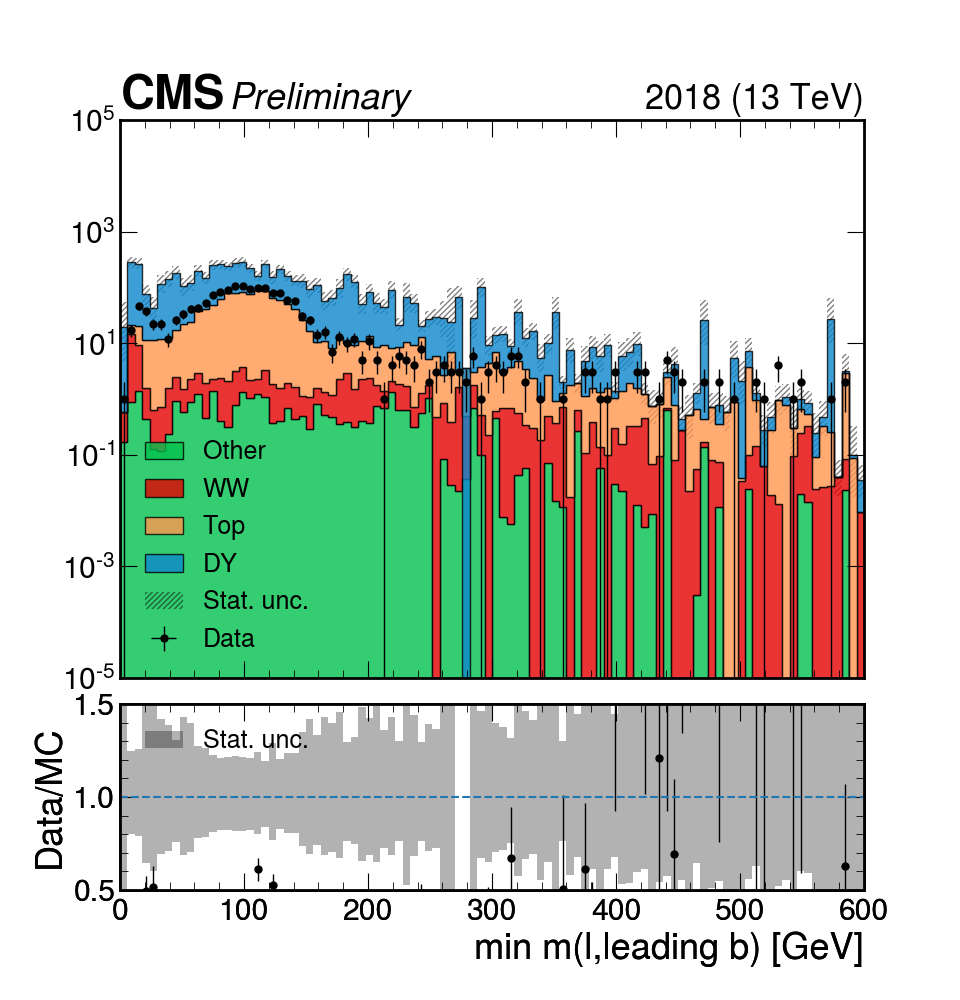 CMS Preliminary 2018 (13 TeV)
10^5
10^3
10^1
10^-1
10^-3
10^-5
Other
WW
Top
DY
Stat. unc.
Data
1.5
1.0
0.5
Data/MC
Stat. unc.
0 100 200 300 400 500 600
min m(l,leading b) [GeV]